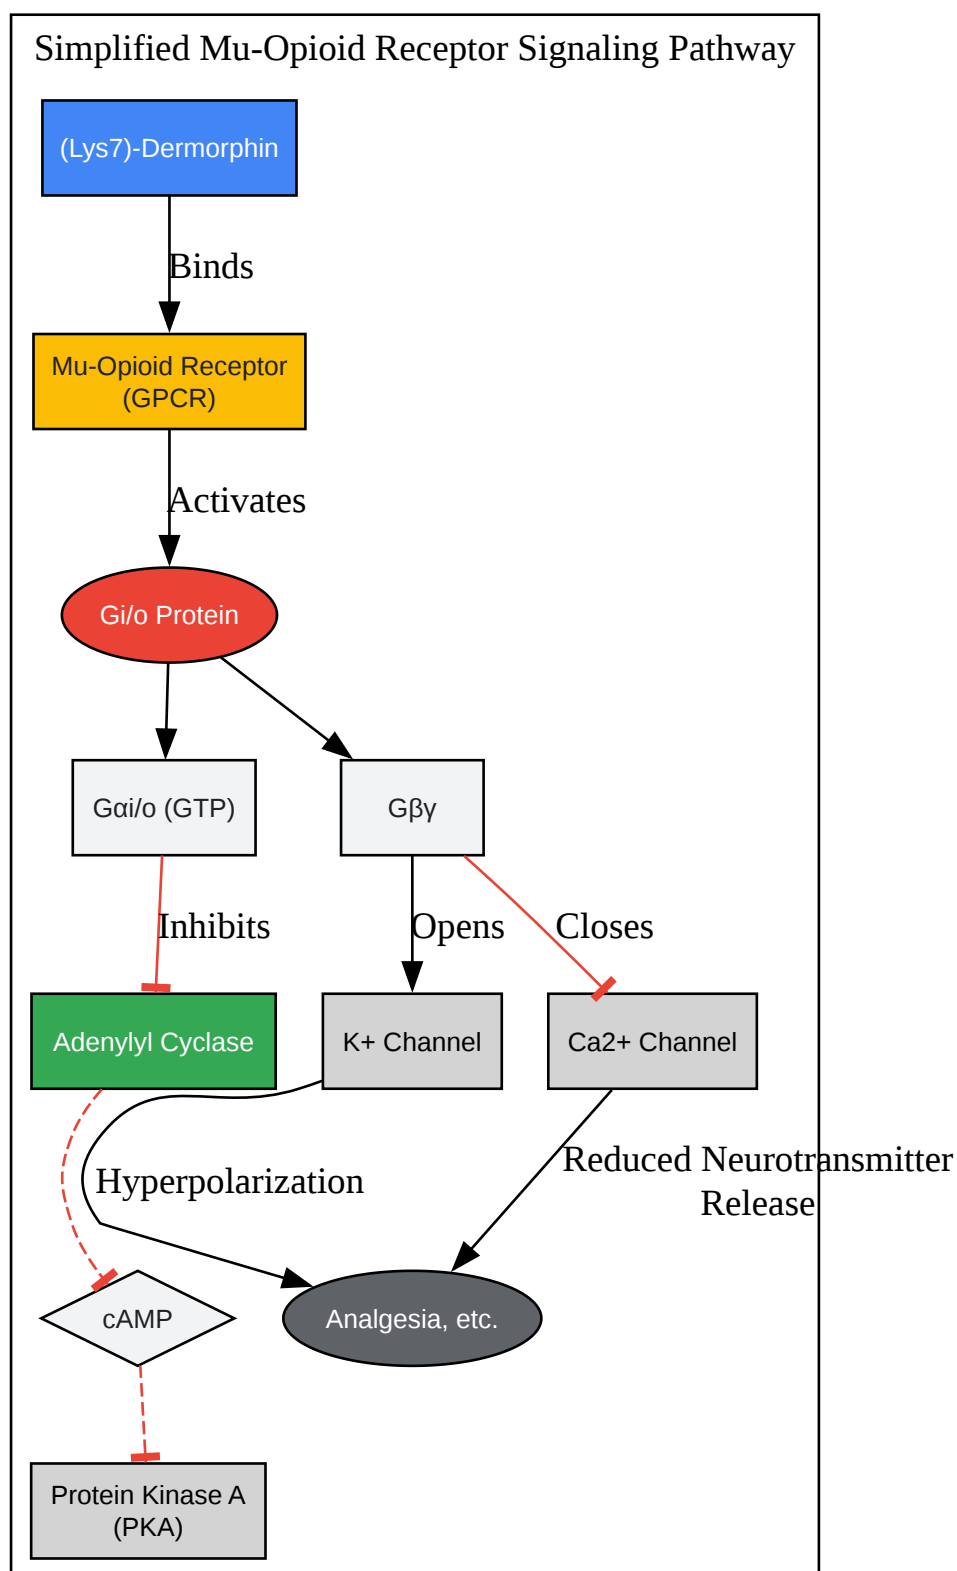 Simplified Mu-Opioid Receptor Signaling Pathway
(Lys7)-Dermorphin
Binds
Mu-Opioid Receptor
(GPCR)
Activates
Gi/o Protein
Gαi/o (GTP)
Gβγ
Inhibits
Opens
Closes
Adenylyl Cyclase
K+ Channel
Ca2+ Channel
Hyperpolarization
Reduced Neurotransmitter
Release
cAMP
Analgesia, etc.
Protein Kinase A
(PKA)